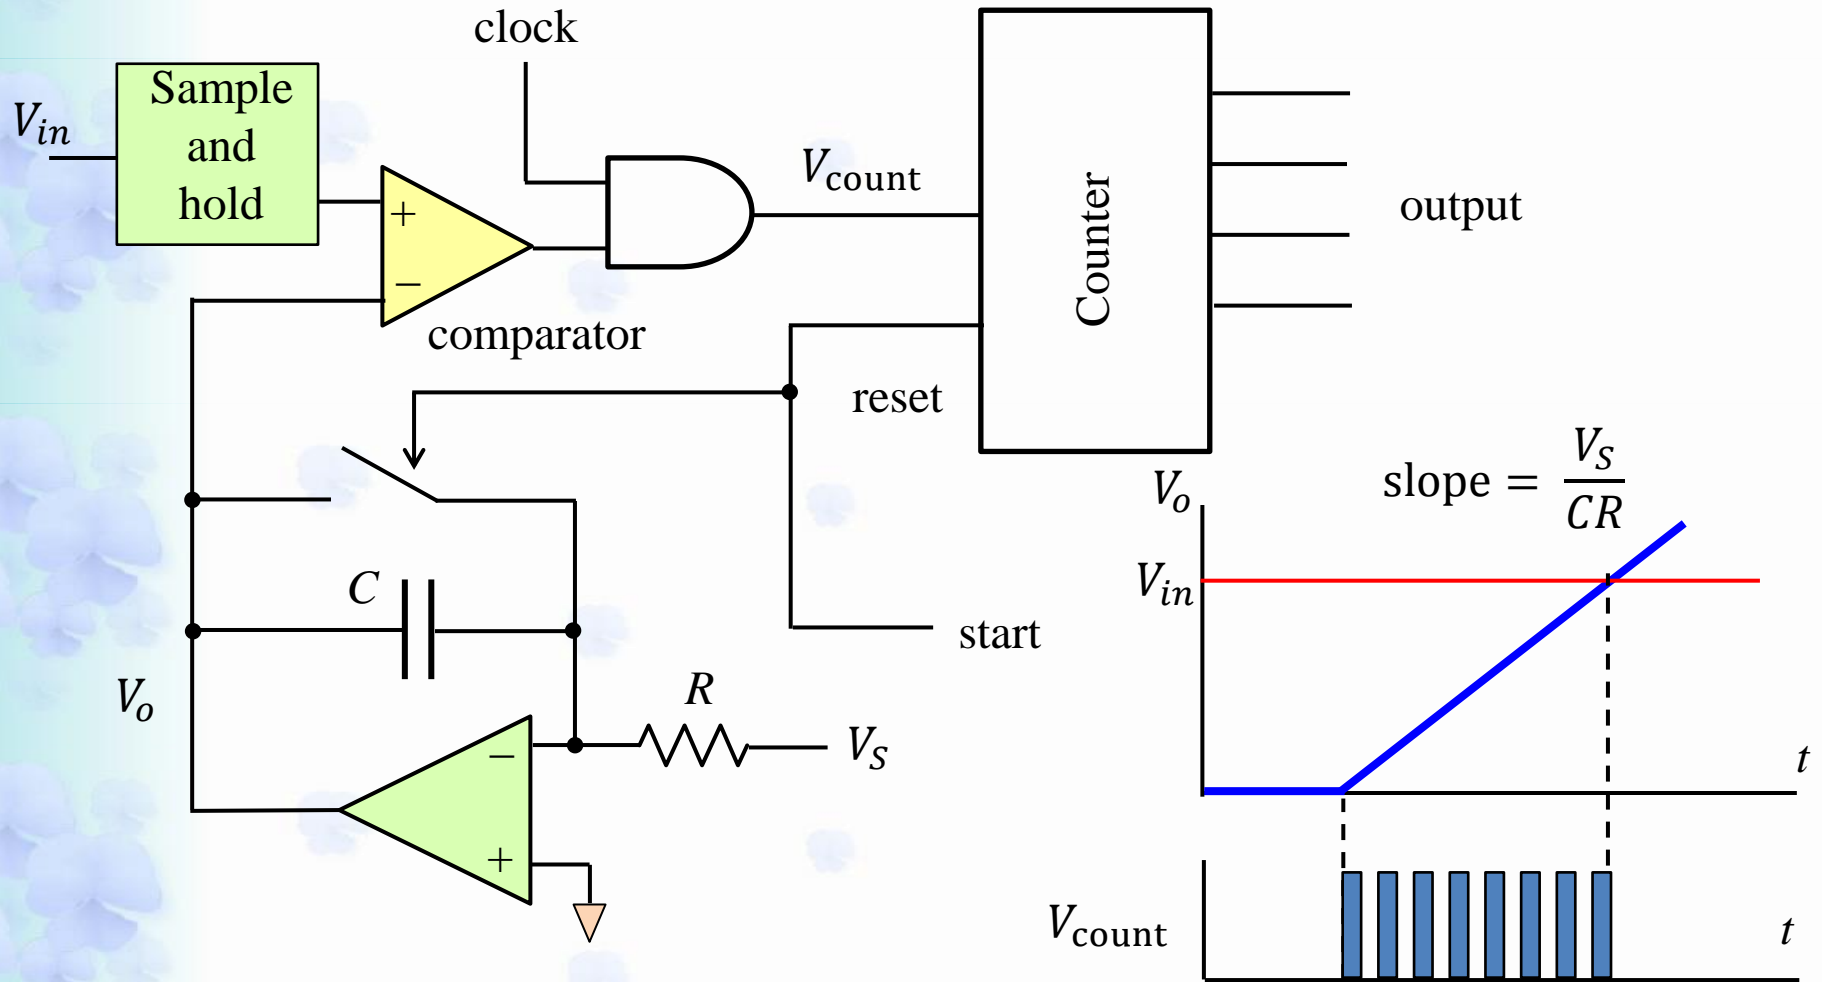 clock
Sample
and
hold
V_in
+
−
V_count
Counter
output
comparator
reset
slope = V_S / CR
V_o
V_in
C
start
R
V_o
V_S
−
+
t
V_count
t